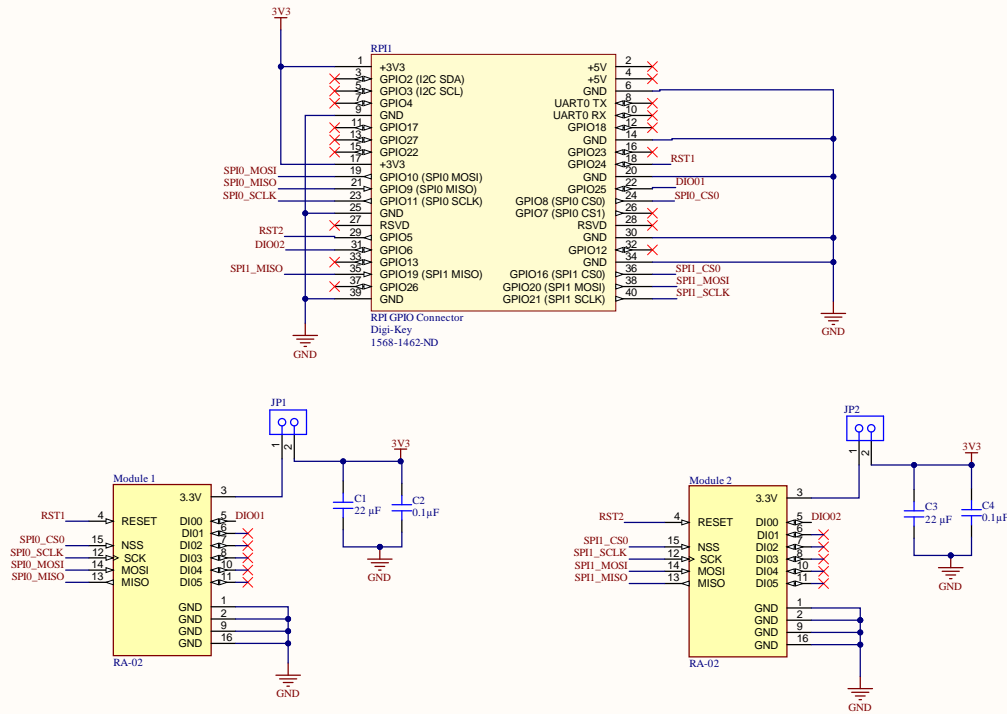 3V3
RPI1
1 +3V3 +5V 2
3 GPIO2 (I2C SDA) +5V 4
5 GPIO3 (I2C SCL) GND 6
7 GPIO4 UART0 TX 8
9 GND UART0 RX 10
11 GPIO17 GPIO18 12
13 GPIO27 GND 14
15 GPIO22 GPIO23 16
17 +3V3 GPIO24 18 RST1
SPI0_MOSI 19 GPIO10 (SPI0 MOSI) GND 20
SPI0_MISO 21 GPIO9 (SPI0 MISO) GPIO25 22 DIO01
SPI0_SCLK 23 GPIO11 (SPI0 SCLK) GPIO8 (SPI0 CS0) 24 SPI0_CS0
25 GND GPIO7 (SPI0 CS1) 26
27 RSVD RSVD 28
RST2 29 GPIO5 GND 30
DIO02 31 GPIO6 GPIO12 32
33 GPIO13 GND 34
SPI1_MISO 35 GPIO19 (SPI1 MISO) GPIO16 (SPI1 CS0) 36 SPI1_CS0
37 GPIO26 GPIO20 (SPI1 MOSI) 38 SPI1_MOSI
39 GND GPIO21 (SPI1 SCLK) 40 SPI1_SCLK
RPI GPIO Connector
Digi-Key
1568-1462-ND
GND
GND
JP1
1 2
3V3
C1
22 µF
C2
0.1µF
GND
Module 1
3.3V 3
RST1 4 RESET DI00 5 DIO01
DI01 6
SPI0_CS0 15 NSS DI02 7
SPI0_SCLK 12 SCK DI03 8
SPI0_MOSI 14 MOSI DI04 10
SPI0_MISO 13 MISO DI05 11
GND 1
GND 2
GND 9
GND 16
RA-02
GND
JP2
1 2
3V3
C3
22 µF
C4
0.1µF
GND
Module 2
3.3V 3
RST2 4 RESET DI00 5 DIO02
DI01 6
SPI1_CS0 15 NSS DI02 7
SPI1_SCLK 12 SCK DI03 8
SPI1_MOSI 14 MOSI DI04 10
SPI1_MISO 13 MISO DI05 11
GND 1
GND 2
GND 9
GND 16
RA-02
GND